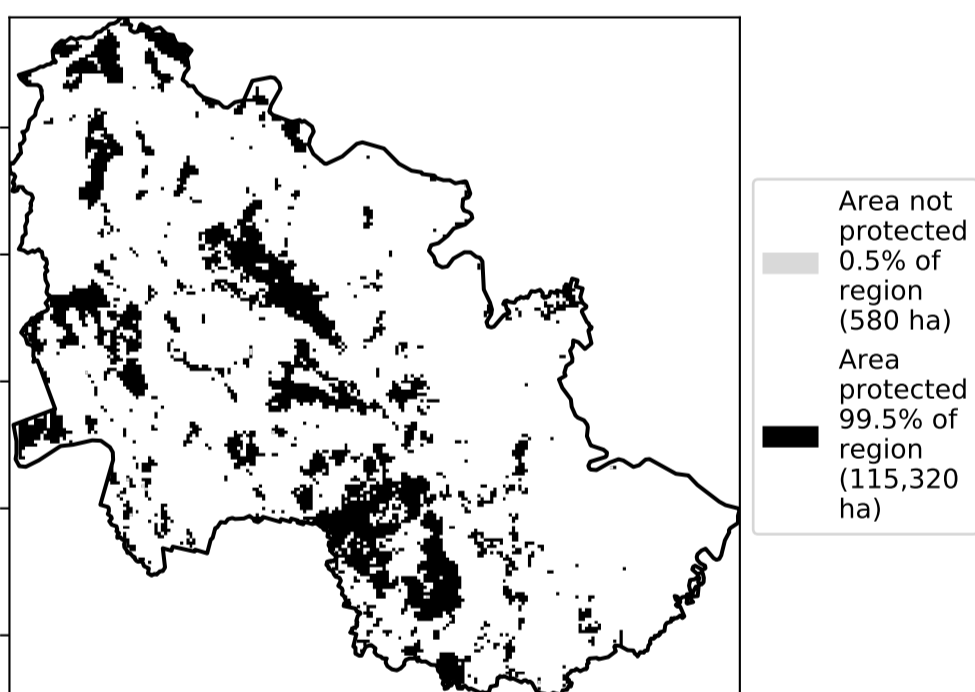 Area not
protected
0.5% of
region
(580 ha)
Area
protected
99.5% of
region
(115,320
ha)